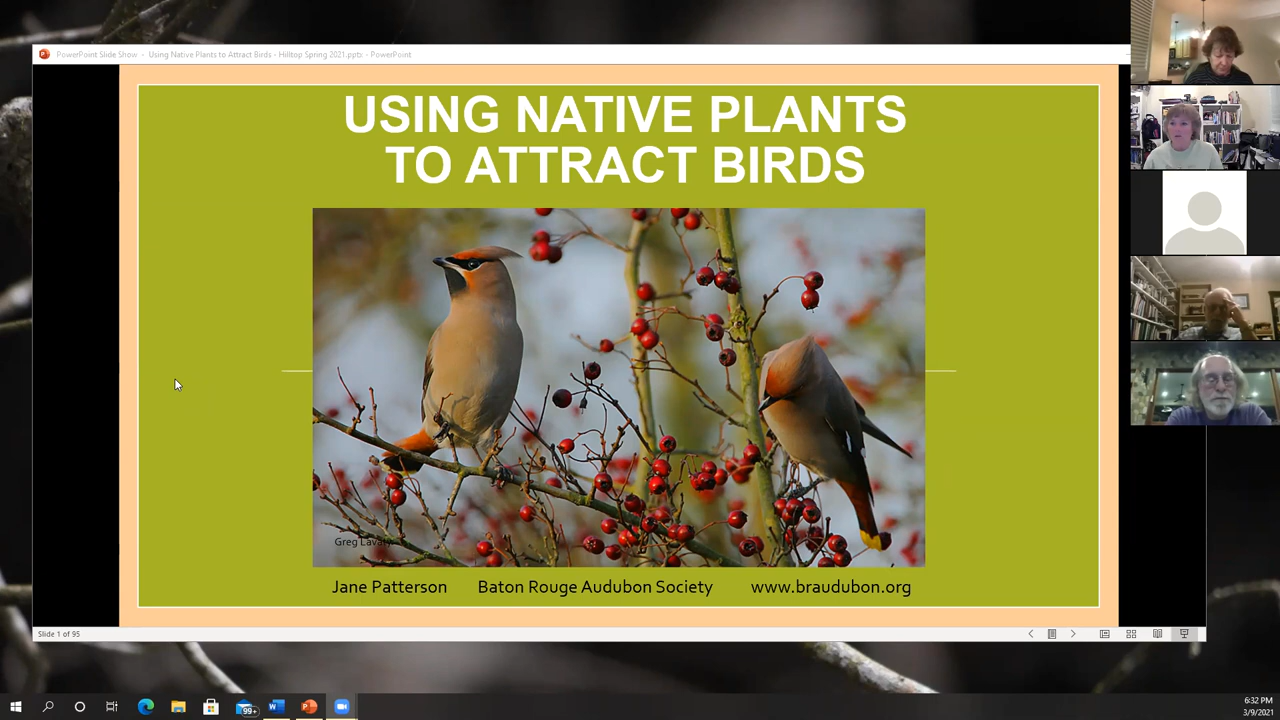 PowerPoint Slide Show - Using Native Plants to Attract Birds - Hilltop Spring 2021.pptx - PowerPoint
USING NATIVE PLANTS
TO ATTRACT BIRDS
Jane Patterson Baton Rouge Audubon Society www.braudubon.org
Slide 1 of 95
99+
6:32 PM
3/9/2021